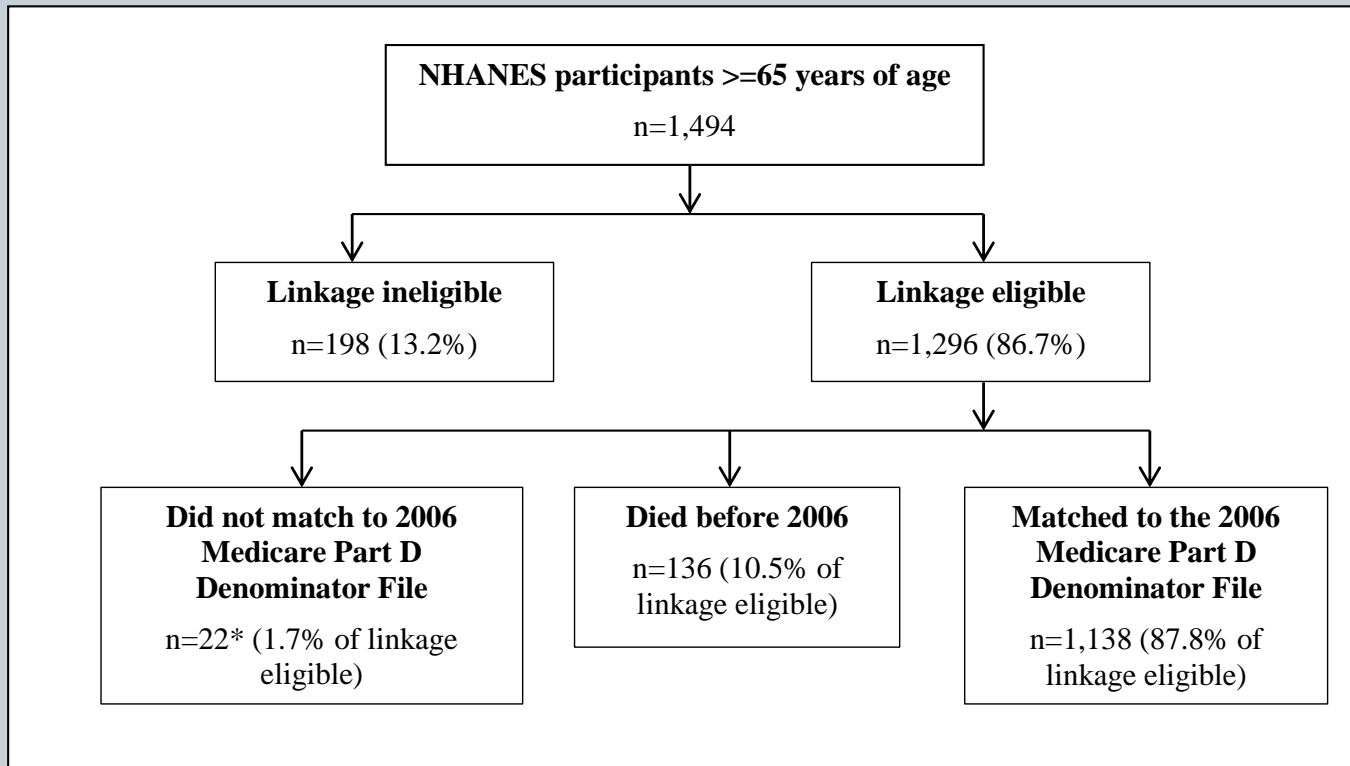 NHANES participants >=65 years of age
n=1,494
Linkage ineligible
n=198 (13.2%)
Linkage eligible
n=1,296 (86.7%)
Did not match to 2006
Medicare Part D
Denominator File
n=22* (1.7% of linkage
eligible)
Died before 2006
n=136 (10.5% of
linkage eligible)
Matched to the 2006
Medicare Part D
Denominator File
n=1,138 (87.8% of
linkage eligible)